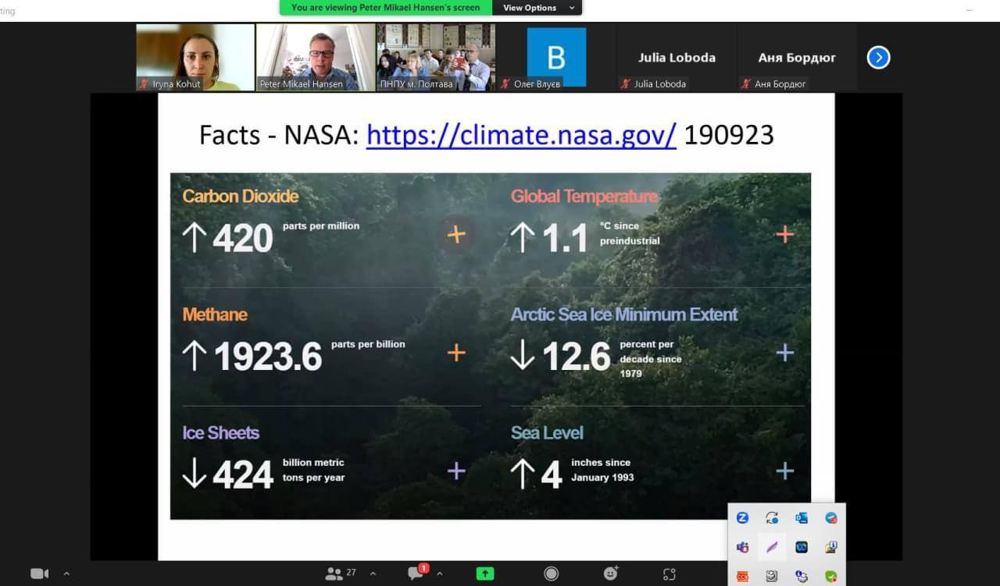 ting
You are viewing Peter Mikael Hansen's screen
View Options
B
Julia Loboda
Аня Бордюг
Iryna Kohut
Peter Mikael Hansen
ПНПУ м. Полтава
Олег Влуєв
Julia Loboda
Аня Бордюг
Facts - NASA: https://climate.nasa.gov/ 190923
Carbon Dioxide
420 parts per million
Global Temperature
1.1 °C since
preindustrial
Methane
1923.6 parts per billion
Arctic Sea Ice Minimum Extent
12.6 percent per
decade since
1979
Ice Sheets
424 billion metric
tons per year
Sea Level
4 inches since
January 1993
27
1